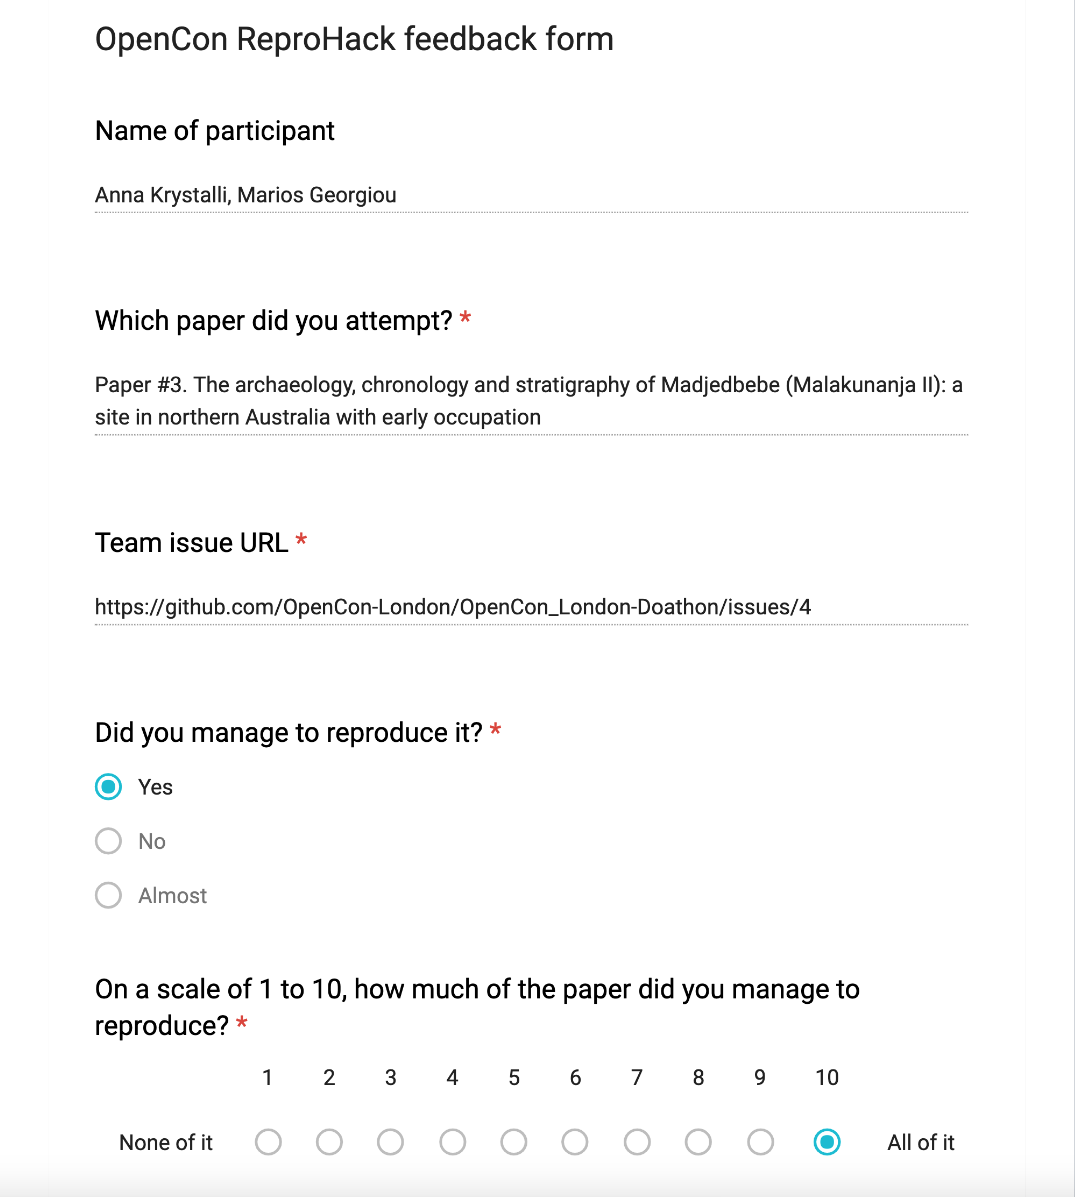 OpenCon ReproHack feedback form
Name of participant
Anna Krystalli, Marios Georgiou
Which paper did you attempt? *
Paper #3. The archaeology, chronology and stratigraphy of Madjedbebe (Malakunanja II): a
site in northern Australia with early occupation
Team issue URL *
https://github.com/OpenCon-London/OpenCon_London-Doathon/issues/4
Did you manage to reproduce it? *
Yes
No
Almost
On a scale of 1 to 10, how much of the paper did you manage to
reproduce? *
1 2 3 4 5 6 7 8 9 10
None of it All of it